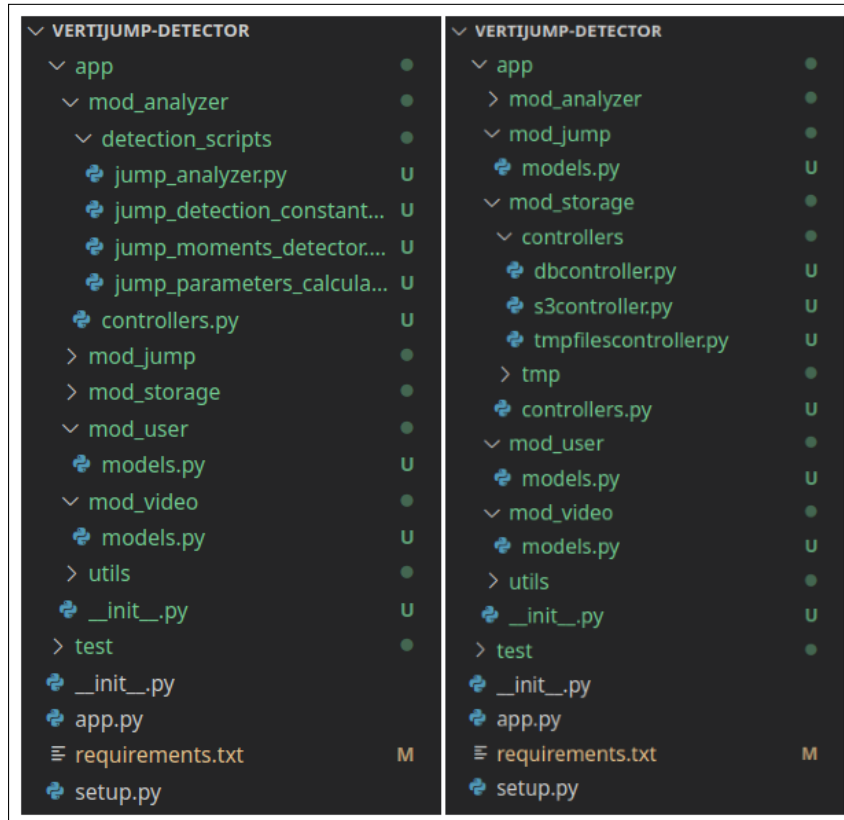 VERTIJUMP-DETECTOR
app
mod_analyzer
detection_scripts
jump_analyzer.py U
jump_detection_constant... U
jump_moments_detector.... U
jump_parameters_calcula... U
controllers.py U
mod_jump
mod_storage
mod_user
models.py U
mod_video
models.py U
utils
__init__.py U
test
__init__.py
app.py
requirements.txt M
setup.py
VERTIJUMP-DETECTOR
app
mod_analyzer
mod_jump
models.py U
mod_storage
controllers
dbcontroller.py U
s3controller.py U
tmpfilescontroller.py U
tmp
controllers.py U
mod_user
models.py U
mod_video
models.py U
utils
__init__.py U
test
__init__.py
app.py
requirements.txt M
setup.py